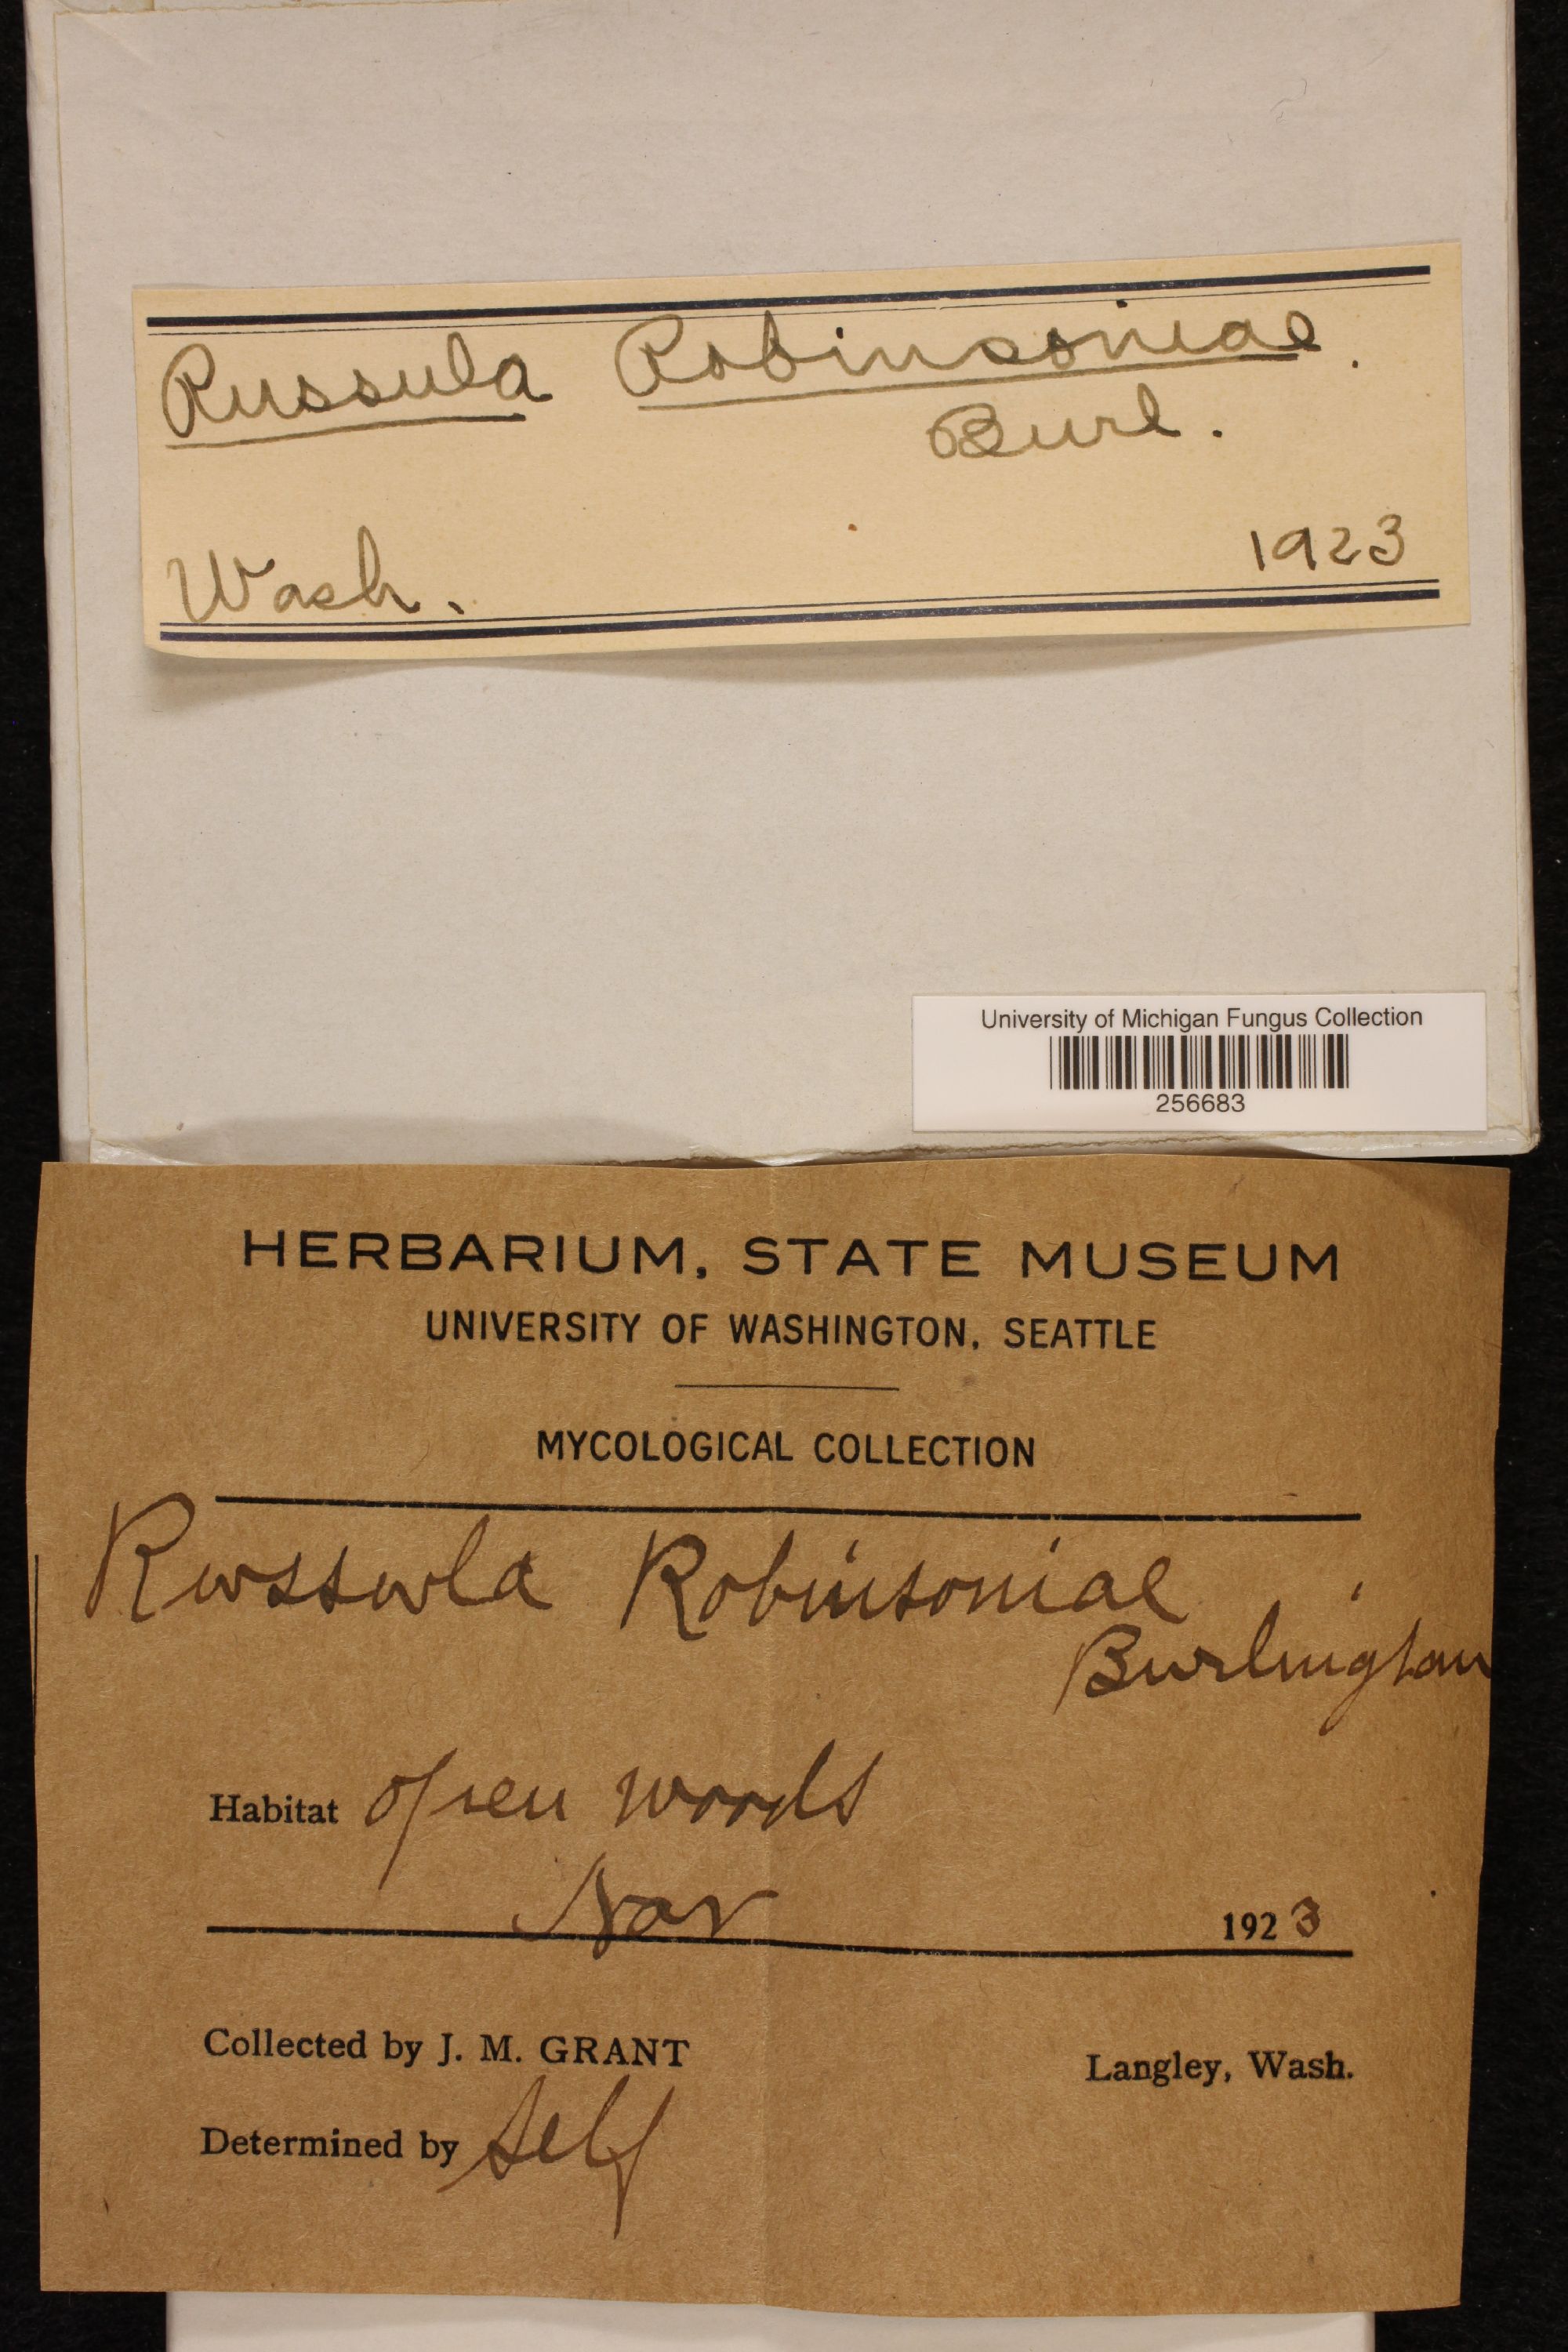 Russula Robinsoniae.
Burl.
Wash. 1923
University of Michigan Fungus Collection
256683
HERBARIUM, STATE MUSEUM
UNIVERSITY OF WASHINGTON, SEATTLE
MYCOLOGICAL COLLECTION
Russula Robinsoniae
Burlingham
Habitat open woods
Nov 1923
Collected by J. M. GRANT Langley, Wash.
Determined by Self